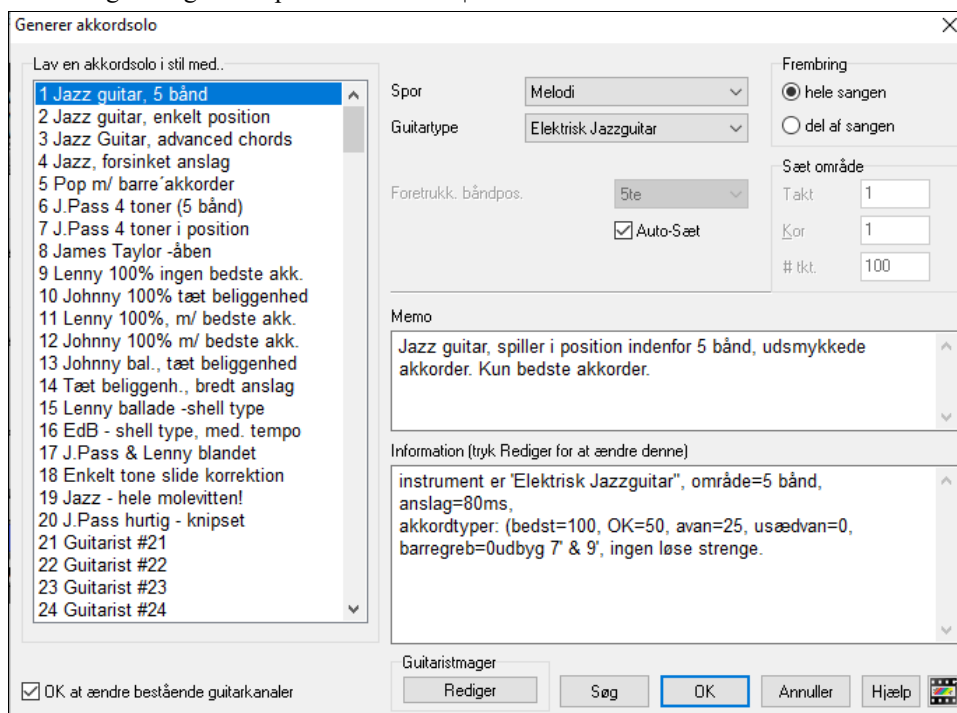 Generer akkordsolo
Lav en akkordsolo i stil med..
1 Jazz guitar, 5 bånd
2 Jazz guitar, enkelt position
3 Jazz Guitar, advanced chords
4 Jazz, forsinket anslag
5 Pop m/ barre´akkorder
6 J.Pass 4 toner (5 bånd)
7 J.Pass 4 toner i position
8 James Taylor -åben
9 Lenny 100% ingen bedste akk.
10 Johnny 100% tæt beliggenhed
11 Lenny 100%, m/ bedste akk.
12 Johnny 100% m/ bedste akk.
13 Johnny bal., tæt beliggenhed
14 Tæt beliggenh., bredt anslag
15 Lenny ballade -shell type
16 EdB - shell type, med. tempo
17 J.Pass & Lenny blandet
18 Enkelt tone slide korrektion
19 Jazz - hele molevitten!
20 J.Pass hurtig - knipset
21 Guitarist #21
22 Guitarist #22
23 Guitarist #23
24 Guitarist #24
OK at ændre bestående guitarkanaler
Spor Melodi
Guitartype Elektrisk Jazzguitar
Foretrukk. båndpos. 5te
Auto-Sæt
Frembring
hele sangen
del af sangen
Sæt område
Takt 1
Kor 1
# tkt. 100
Memo
Jazz guitar, spiller i position indenfor 5 bånd, udsmykkede
akkorder. Kun bedste akkorder.
Information (tryk Rediger for at ændre denne)
instrument er 'Elektrisk Jazzguitar", område=5 bånd,
anslag=80ms,
akkordtyper: (bedst=100, OK=50, avan=25, usædvan=0,
barregreb=0udbyg 7' & 9', ingen løse strenge.
Guitaristmager
Rediger Søg OK Annuller Hjælp